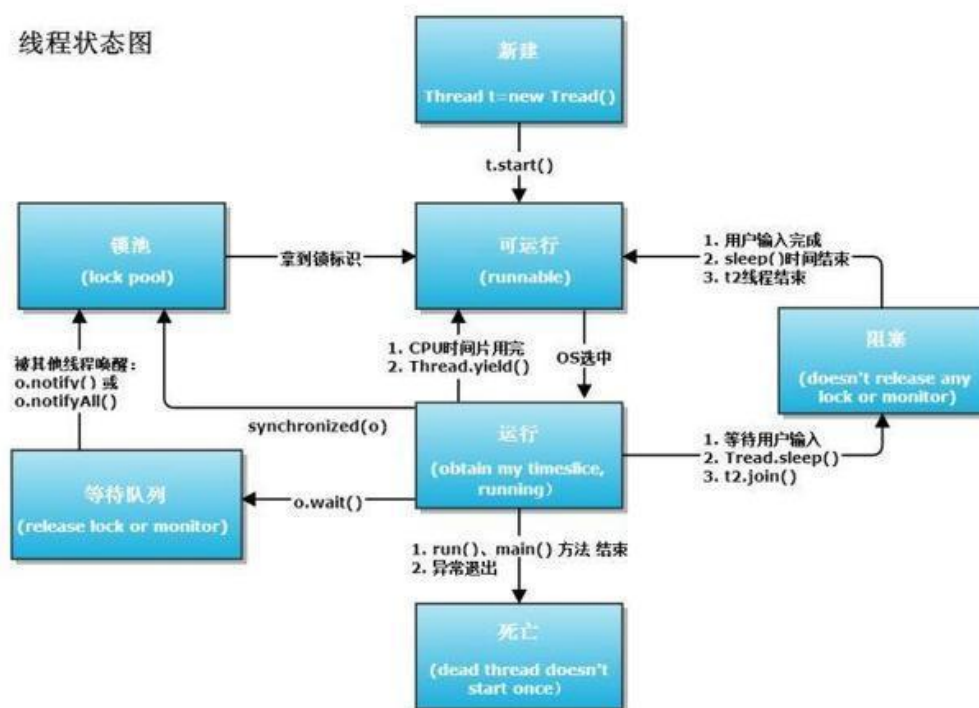 线程状态图
新建
Thread t=new Tread()
t.start()
锁池
(lock pool)
拿到锁标识
可运行
(runnable)
1. 用户输入完成
2. sleep()时间结束
3. t2线程结束
阻塞
(doesn't release any
lock or monitor)
被其他线程唤醒:
o.notify() 或
o.notifyAll()
1. CPU时间片用完
2. Thread.yield()
OS选中
synchronized(o)
运行
(obtain my timeslice,
running)
1. 等待用户输入
2. Tread.sleep()
3. t2.join()
等待队列
(release lock or monitor)
o.wait()
1. run()、main() 方法 结束
2. 异常退出
死亡
(dead thread doesn't
start once)